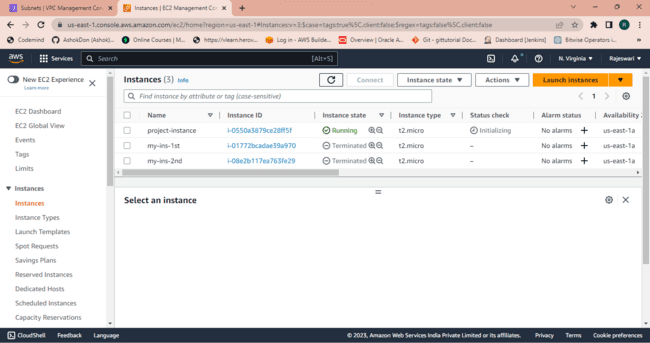 Subnets | VPC Management Con
Instances | EC2 Management Con
us-east-1.console.aws.amazon.com/ec2/home?region=us-east-1#Instances:v=3;$case=tags:true%5C,client:false;$regex=tags:false%5C,client:false
Codemind
AshokDon (Ashok)...
Online Courses | M...
https://vlearn.herov...
Log in - AWS Builde...
Overview | Oracle A...
Git - gittutorial Doc...
Dashboard [Jenkins]
Bitwise Operators i...
aws
Services
Search
[Alt+S]
N. Virginia
Rajeswari
New EC2 Experience
Learn more
EC2 Dashboard
EC2 Global View
Events
Tags
Limits
Instances
Instances
Instance Types
Launch Templates
Spot Requests
Savings Plans
Reserved Instances
Dedicated Hosts
Scheduled Instances
Capacity Reservations
Instances (3) Info
Connect
Instance state
Actions
Launch instances
Find instance by attribute or tag (case-sensitive)
1
Name Instance ID Instance state Instance type Status check Alarm status Availability
project-instance i-0550a3879ce28ff5f Running t2.micro Initializing No alarms + us-east-1a
my-ins-1st i-01772bcadae39a970 Terminated t2.micro – No alarms + us-east-1a
my-ins-2nd i-08e2b117ea763fe29 Terminated t2.micro – No alarms + us-east-1a
Select an instance
CloudShell
Feedback
Language
© 2023, Amazon Web Services India Private Limited or its affiliates.
Privacy
Terms
Cookie preferences